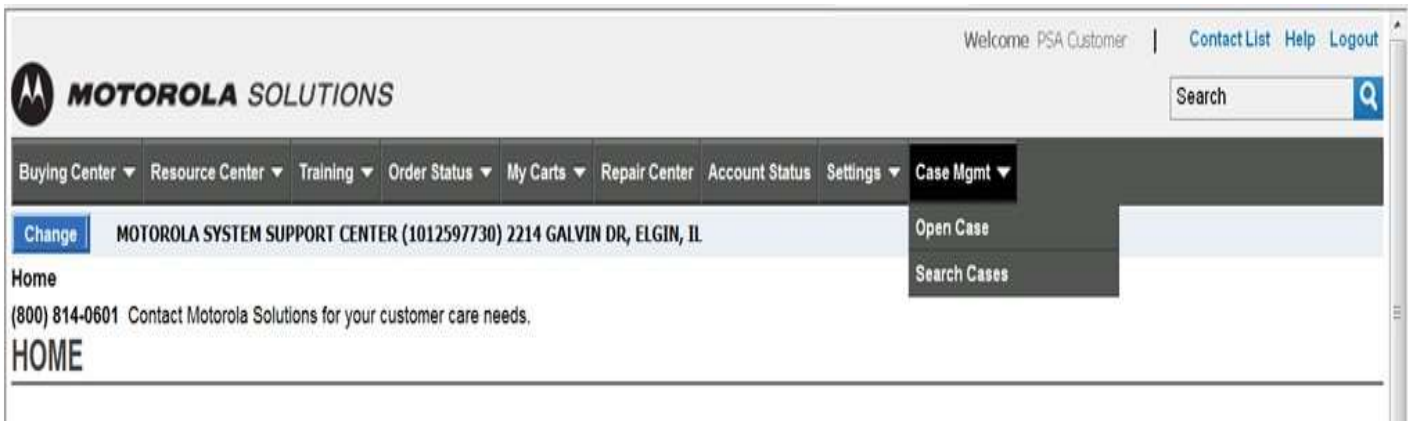 Welcome PSA Customer | Contact List Help Logout
MOTOROLA SOLUTIONS
Search
Buying Center Resource Center Training Order Status My Carts Repair Center Account Status Settings Case Mgmt
Change MOTOROLA SYSTEM SUPPORT CENTER (1012597730) 2214 GALVIN DR, ELGIN, IL
Open Case
Search Cases
Home
(800) 814-0601 Contact Motorola Solutions for your customer care needs.
HOME